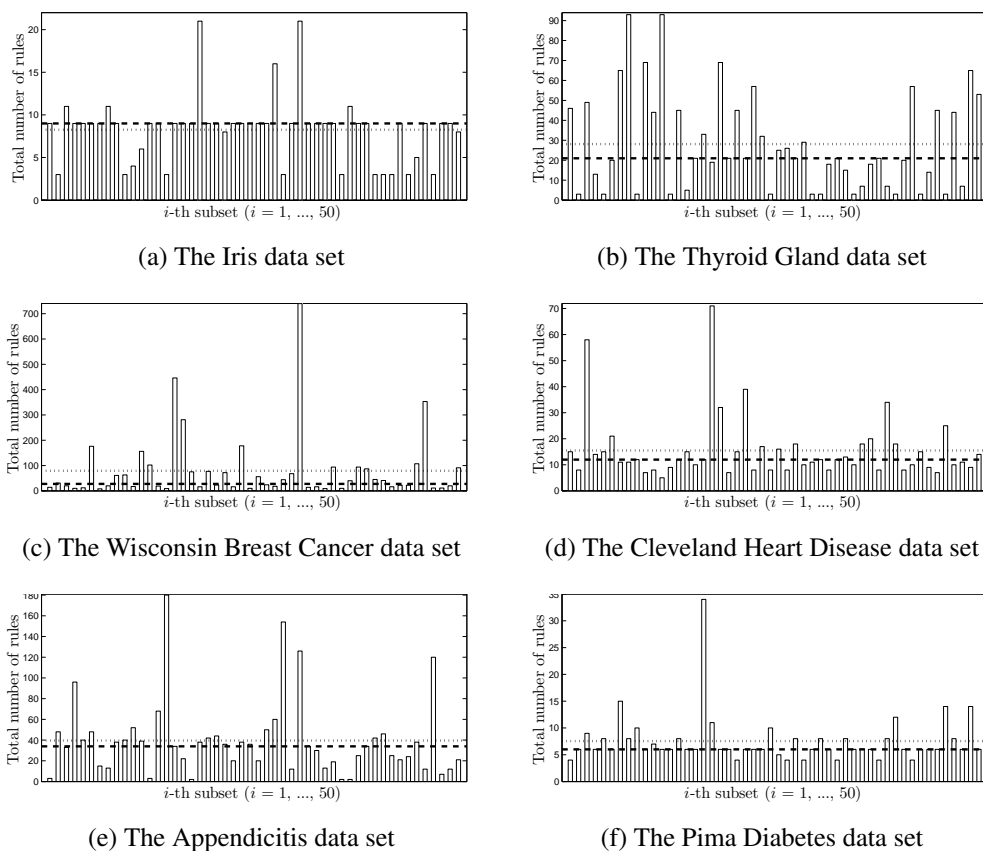 Total number of rules
20
15
10
5
0
i-th subset (i = 1, ..., 50)
(a) The Iris data set
Total number of rules
90
80
70
60
50
40
30
20
10
0
i-th subset (i = 1, ..., 50)
(b) The Thyroid Gland data set
Total number of rules
700
600
500
400
300
200
100
0
i-th subset (i = 1, ..., 50)
(c) The Wisconsin Breast Cancer data set
Total number of rules
70
60
50
40
30
20
10
0
i-th subset (i = 1, ..., 50)
(d) The Cleveland Heart Disease data set
Total number of rules
180
160
140
120
100
80
60
40
20
0
i-th subset (i = 1, ..., 50)
(e) The Appendicitis data set
Total number of rules
35
30
25
20
15
10
5
0
i-th subset (i = 1, ..., 50)
(f) The Pima Diabetes data set